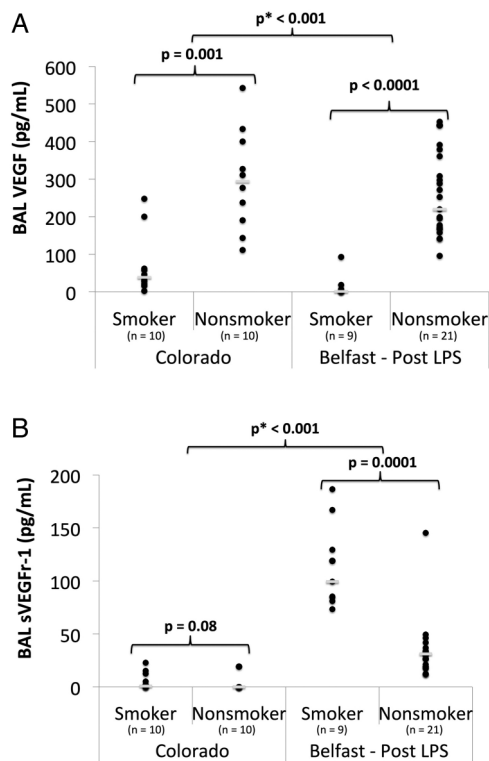 A
p* < 0.001
p = 0.001
p < 0.0001
BAL VEGF (pg/mL)
600
500
400
300
200
100
0
Smoker Nonsmoker Smoker Nonsmoker
(n = 10) (n = 10) (n = 9) (n = 21)
Colorado Belfast - Post LPS
B
p* < 0.001
p = 0.0001
p = 0.08
BAL sVEGFr-1 (pg/mL)
200
150
100
50
0
Smoker Nonsmoker Smoker Nonsmoker
(n = 10) (n = 10) (n = 9) (n = 21)
Colorado Belfast - Post LPS